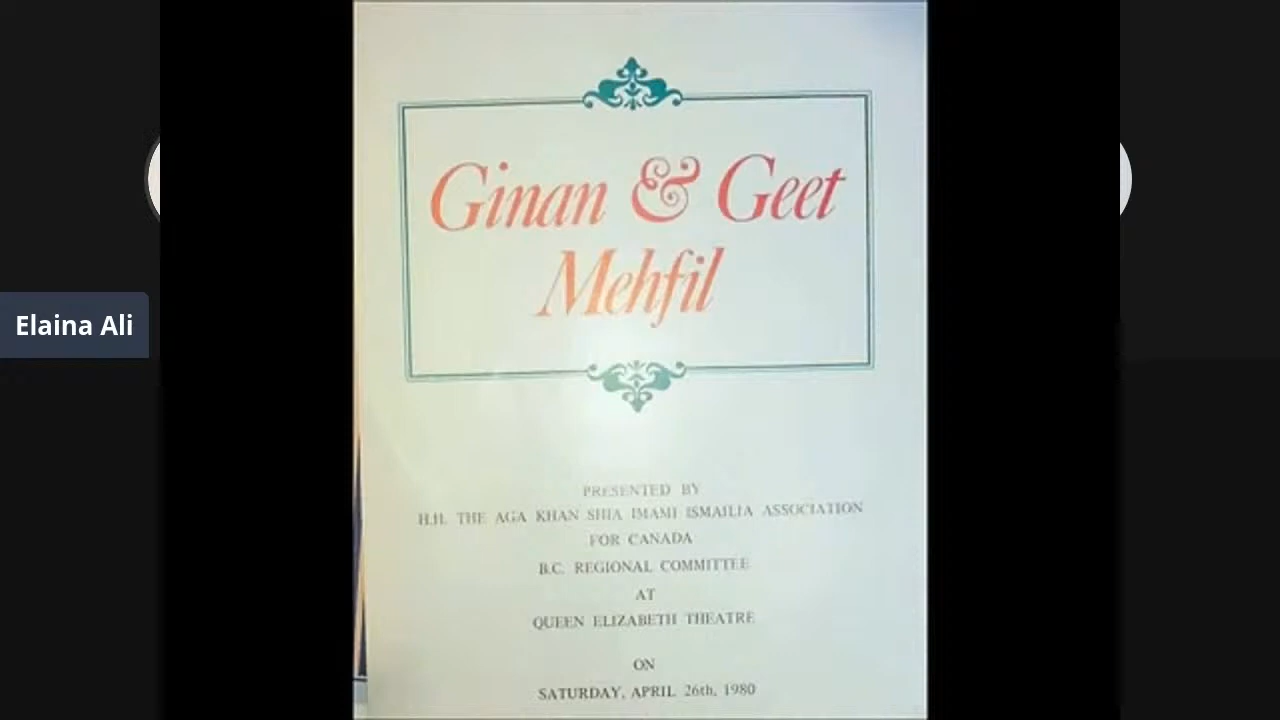 Ginan & Geet
Mehfil
Elaina Ali
PRESENTED BY
H.H. THE AGA KHAN SHIA IMAMI ISMAILIA ASSOCIATION
FOR CANADA
B.C. REGIONAL COMMITTEE
AT
QUEEN ELIZABETH THEATRE
ON
SATURDAY, APRIL 26th, 1980